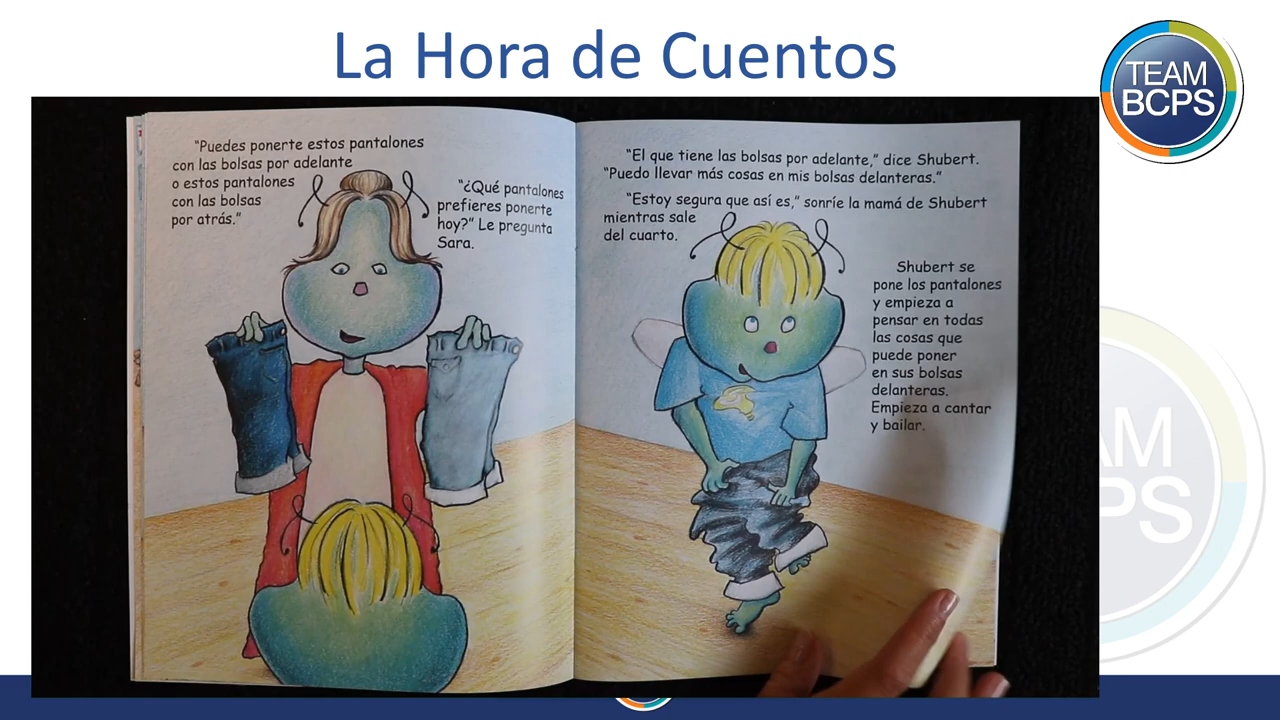 La Hora de Cuentos
TEAM
BCPS
“Puedes ponerte estos pantalones
con las bolsas por adelante
o estos pantalones
con las bolsas
por atrás.”
“¿Qué pantalones
prefieres ponerte
hoy?” Le pregunta
Sara.
“El que tiene las bolsas por adelante,” dice Shubert.
“Puedo llevar más cosas en mis bolsas delanteras.”
“Estoy segura que así es,” sonríe la mamá de Shubert
mientras sale
del cuarto.
Shubert se
pone los pantalones
y empieza a
pensar en todas
las cosas que
puede poner
en sus bolsas
delanteras.
Empieza a cantar
y bailar.
AM
PS